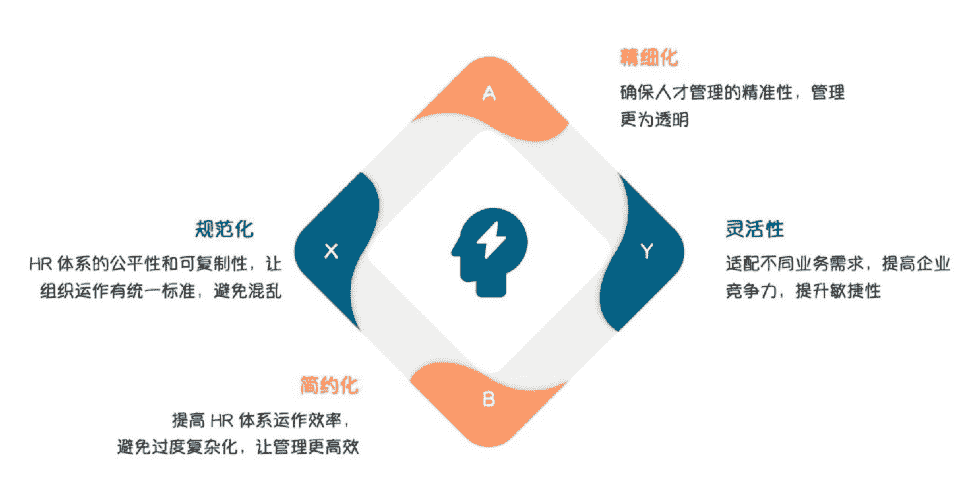 精细化
确保人才管理的精准性，管理
更为透明
A
规范化
HR 体系的公平性和可复制性，让
组织运作有统一标准，避免混乱
X
Y
灵活性
适配不同业务需求，提高企业
竞争力，提升敏捷性
简约化
提高 HR 体系运作效率，
避免过度复杂化，让管理更高效
B